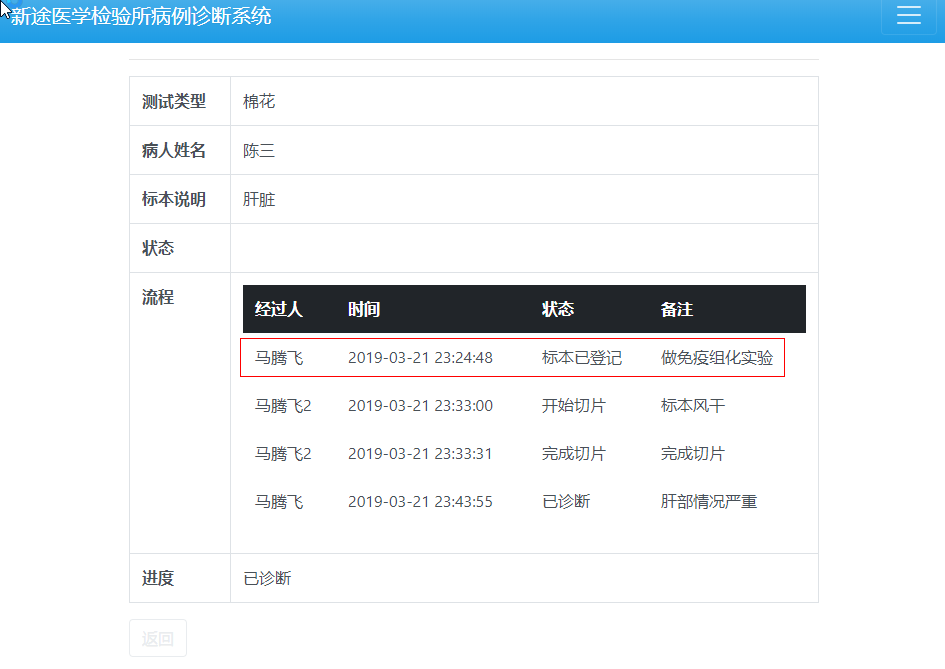 新途医学检验所病例诊断系统
测试类型 棉花
病人姓名 陈三
标本说明 肝脏
状态
流程
经过人 时间 状态 备注
马腾飞 2019-03-21 23:24:48 标本已登记 做免疫组化实验
马腾飞2 2019-03-21 23:33:00 开始切片 标本风干
马腾飞2 2019-03-21 23:33:31 完成切片 完成切片
马腾飞 2019-03-21 23:43:55 已诊断 肝部情况严重
进度 已诊断
返回